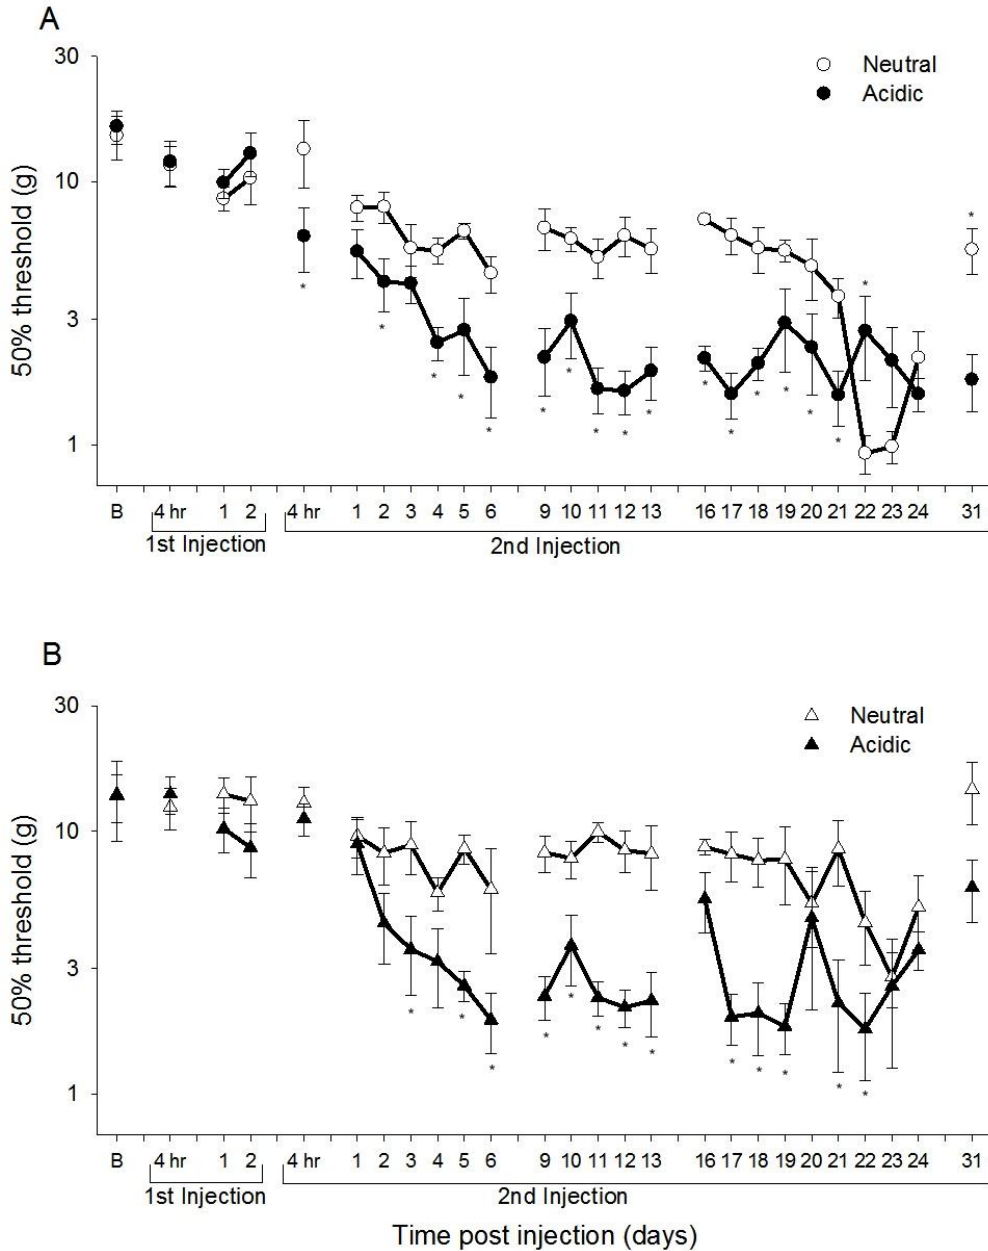 A
30
10
3
1
50% threshold (g)
Neutral
Acidic
* * * * * * * * * * * * * * * * * * *
B 4 hr 1 2 4 hr 1 2 3 4 5 6 9 10 11 12 13 16 17 18 19 20 21 22 23 24 31
1st Injection 2nd Injection
B
30
10
3
1
50% threshold (g)
Neutral
Acidic
* * * * * * * * * * * * *
B 4 hr 1 2 4 hr 1 2 3 4 5 6 9 10 11 12 13 16 17 18 19 20 21 22 23 24 31
1st Injection 2nd Injection
Time post injection (days)